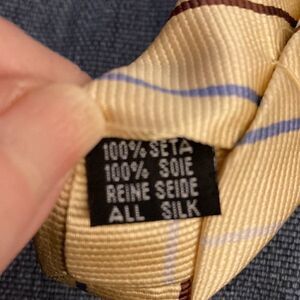 100% SETA
100% SOIE
REINE SEIDE
ALL SILK